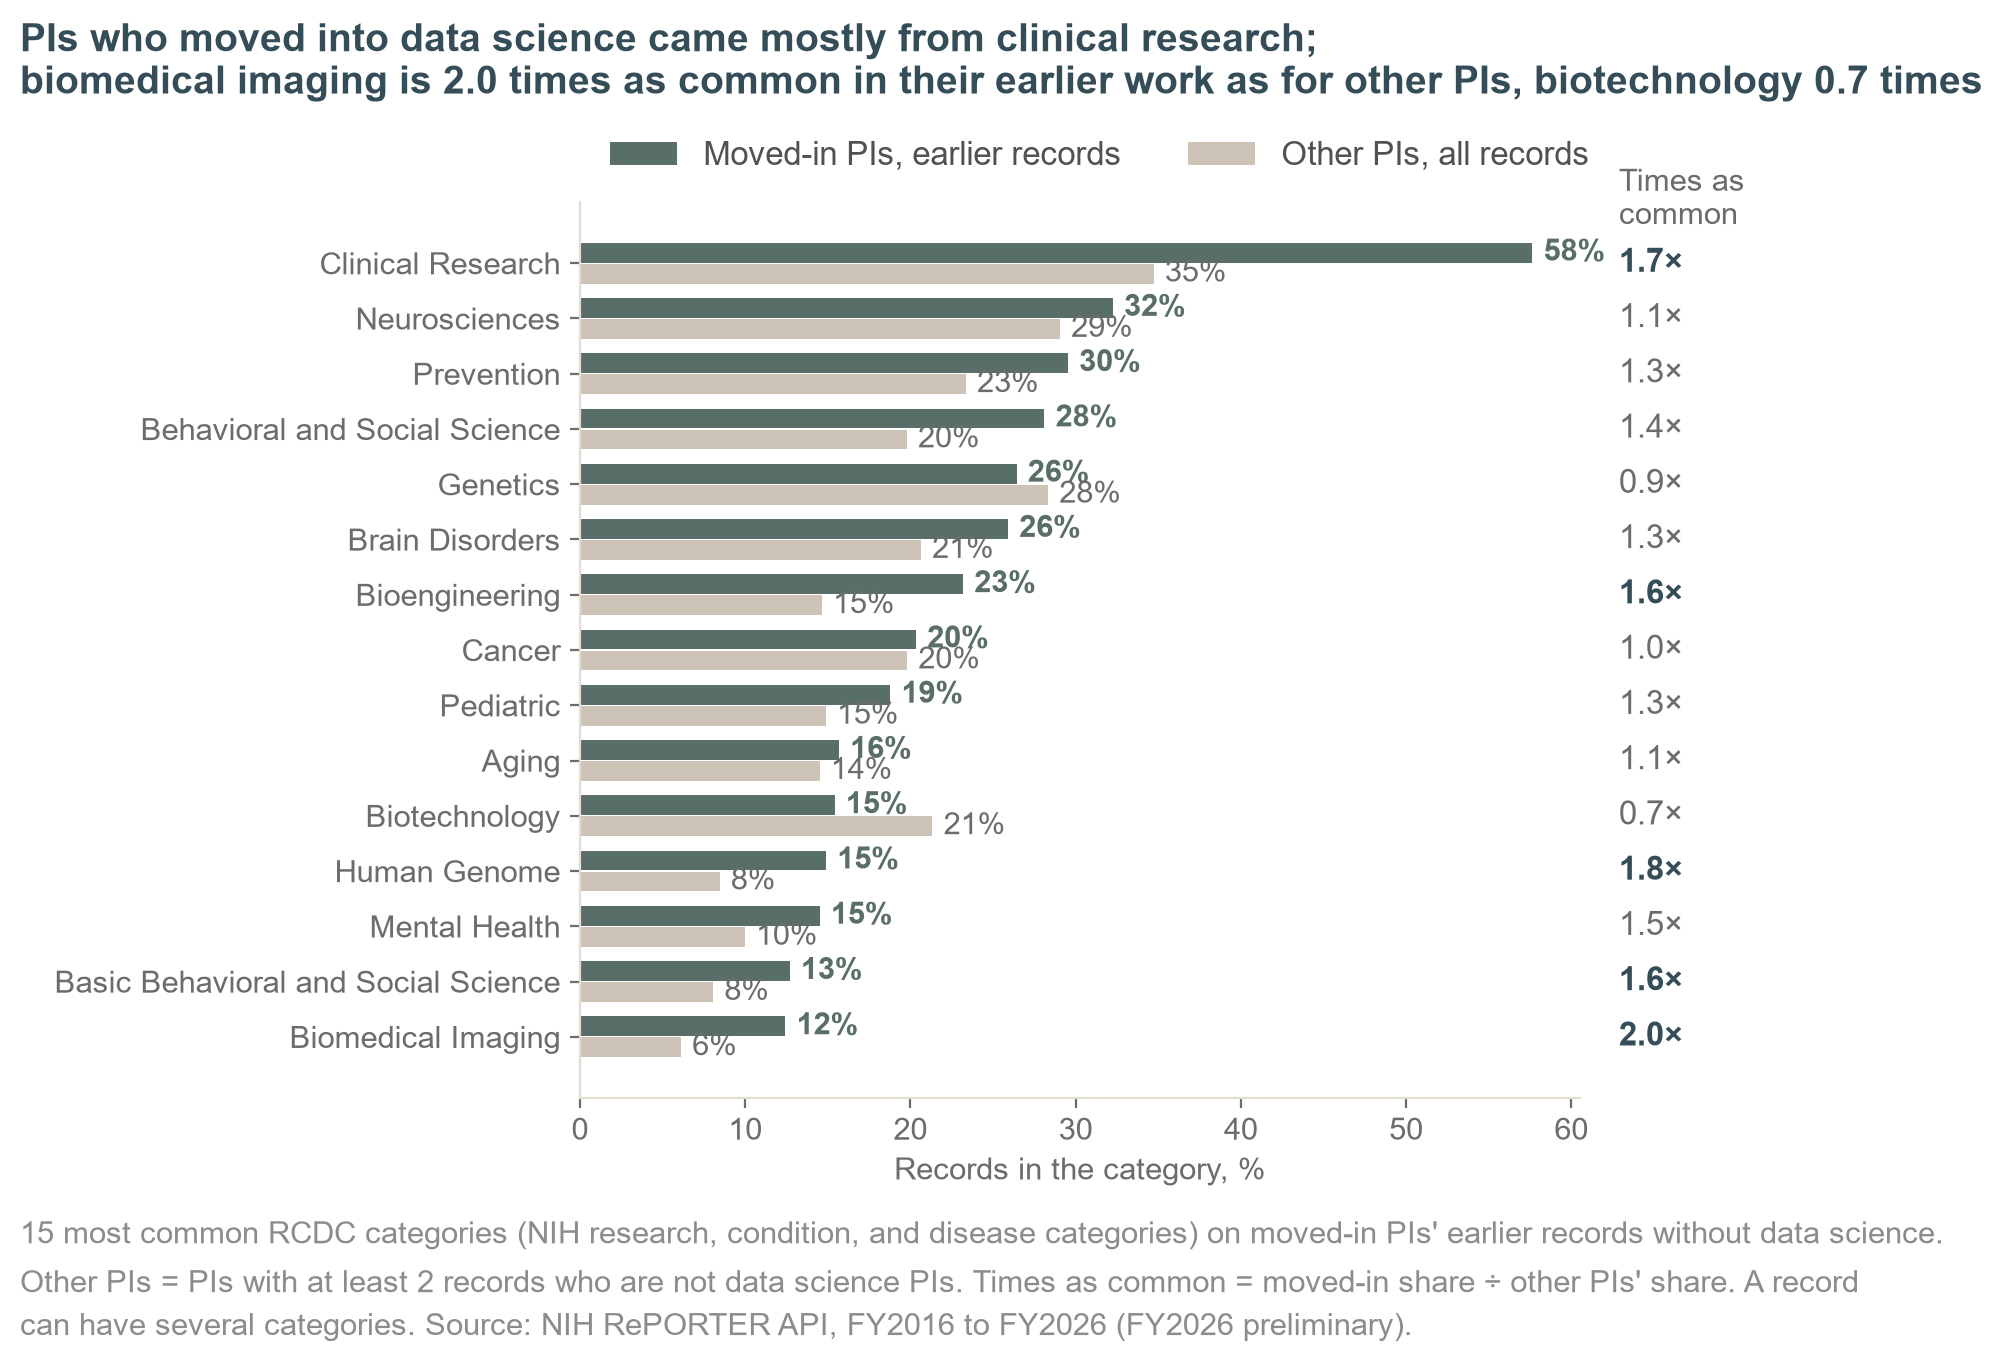 PIs who moved into data science came mostly from clinical research;
biomedical imaging is 2.0 times as common in their earlier work as for other PIs, biotechnology 0.7 times
Moved-in PIs, earlier records
Other PIs, all records
Times as
common
Clinical Research 58% 35% 1.7×
Neurosciences 32% 29% 1.1×
Prevention 30% 23% 1.3×
Behavioral and Social Science 28% 20% 1.4×
Genetics 26% 28% 0.9×
Brain Disorders 26% 21% 1.3×
Bioengineering 23% 15% 1.6×
Cancer 20% 20% 1.0×
Pediatric 19% 15% 1.3×
Aging 16% 14% 1.1×
Biotechnology 15% 21% 0.7×
Human Genome 15% 8% 1.8×
Mental Health 15% 10% 1.5×
Basic Behavioral and Social Science 13% 8% 1.6×
Biomedical Imaging 12% 6% 2.0×
0 10 20 30 40 50 60
Records in the category, %
15 most common RCDC categories (NIH research, condition, and disease categories) on moved-in PIs' earlier records without data science.
Other PIs = PIs with at least 2 records who are not data science PIs. Times as common = moved-in share ÷ other PIs' share. A record
can have several categories. Source: NIH RePORTER API, FY2016 to FY2026 (FY2026 preliminary).